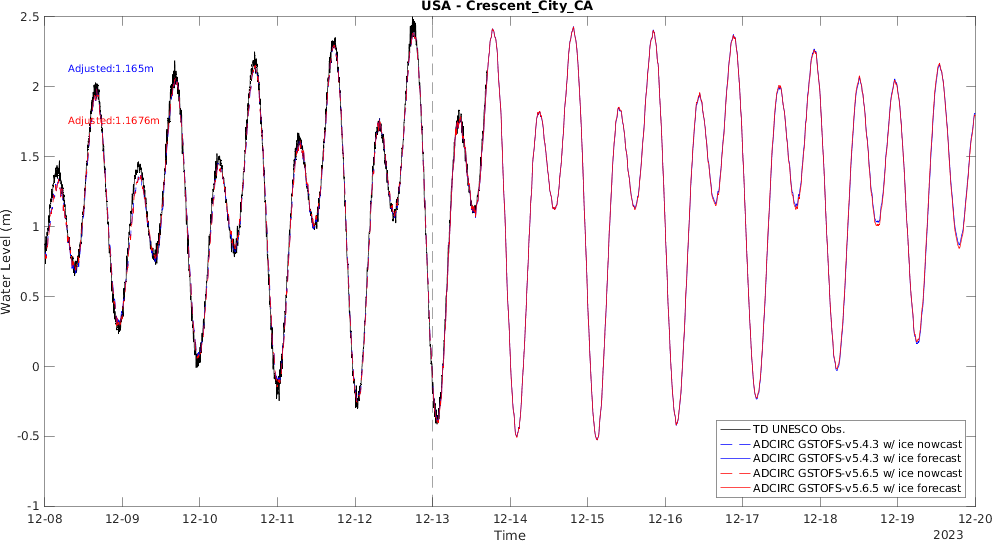 USA - Crescent_City_CA
Adjusted:1.165m
Adjusted:1.1676m
Water Level (m)
2.5
2
1.5
1
0.5
0
-0.5
-1
TD UNESCO Obs.
ADCIRC GSTOFS-v5.4.3 w/ ice nowcast
ADCIRC GSTOFS-v5.4.3 w/ ice forecast
ADCIRC GSTOFS-v5.6.5 w/ ice nowcast
ADCIRC GSTOFS-v5.6.5 w/ ice forecast
12-08 12-09 12-10 12-11 12-12 12-13 12-14 12-15 12-16 12-17 12-18 12-19 12-20
Time
2023